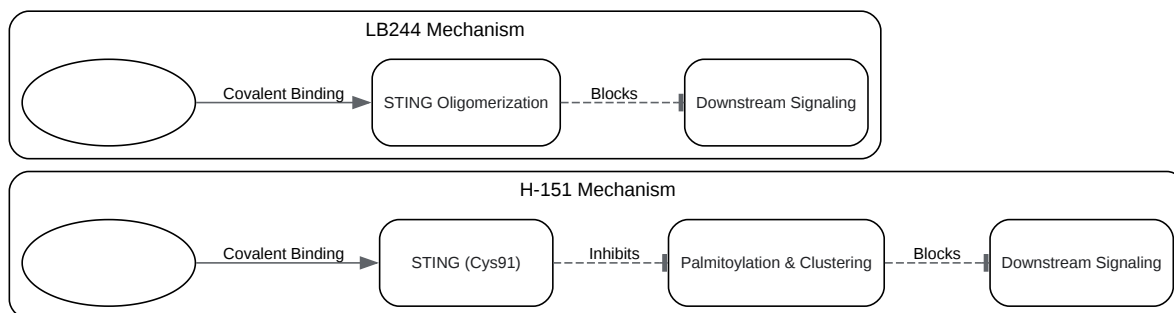 LB244 Mechanism
Covalent Binding
STING Oligomerization
Blocks
Downstream Signaling
H-151 Mechanism
Covalent Binding
STING (Cys91)
Inhibits
Palmitoylation & Clustering
Blocks
Downstream Signaling